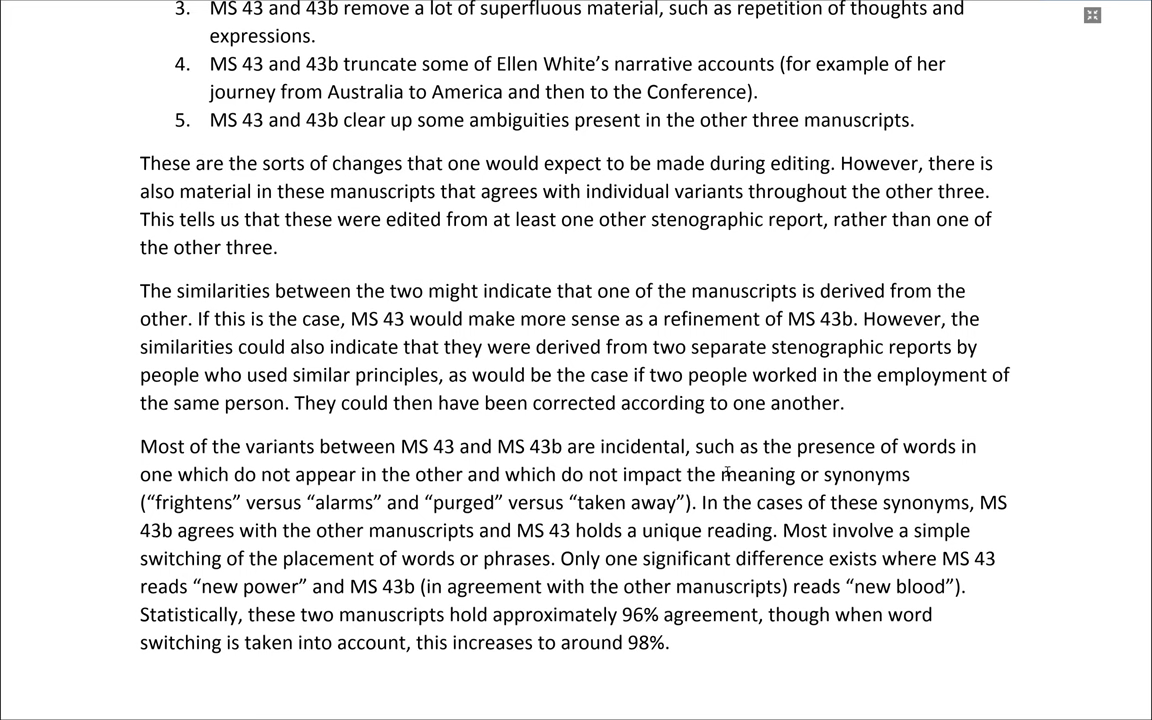 3. MS 43 and 43b remove a lot of superfluous material, such as repetition of thoughts and
expressions.
4. MS 43 and 43b truncate some of Ellen White’s narrative accounts (for example of her
journey from Australia to America and then to the Conference).
5. MS 43 and 43b clear up some ambiguities present in the other three manuscripts.
These are the sorts of changes that one would expect to be made during editing. However, there is
also material in these manuscripts that agrees with individual variants throughout the other three.
This tells us that these were edited from at least one other stenographic report, rather than one of
the other three.
The similarities between the two might indicate that one of the manuscripts is derived from the
other. If this is the case, MS 43 would make more sense as a refinement of MS 43b. However, the
similarities could also indicate that they were derived from two separate stenographic reports by
people who used similar principles, as would be the case if two people worked in the employment of
the same person. They could then have been corrected according to one another.
Most of the variants between MS 43 and MS 43b are incidental, such as the presence of words in
one which do not appear in the other and which do not impact the meaning or synonyms
(“frightens” versus “alarms” and “purged” versus “taken away”). In the cases of these synonyms, MS
43b agrees with the other manuscripts and MS 43 holds a unique reading. Most involve a simple
switching of the placement of words or phrases. Only one significant difference exists where MS 43
reads “new power” and MS 43b (in agreement with the other manuscripts) reads “new blood”).
Statistically, these two manuscripts hold approximately 96% agreement, though when word
switching is taken into account, this increases to around 98%.